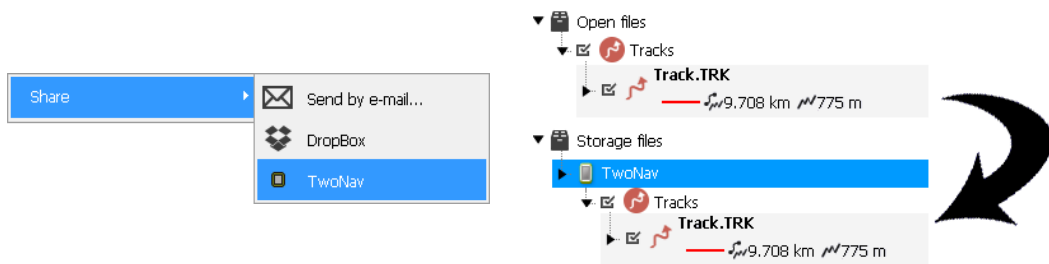 Share
Send by e-mail...
DropBox
TwoNav
Open files
Tracks
Track.TRK
9.708 km 775 m
Storage files
TwoNav
Tracks
Track.TRK
9.708 km 775 m